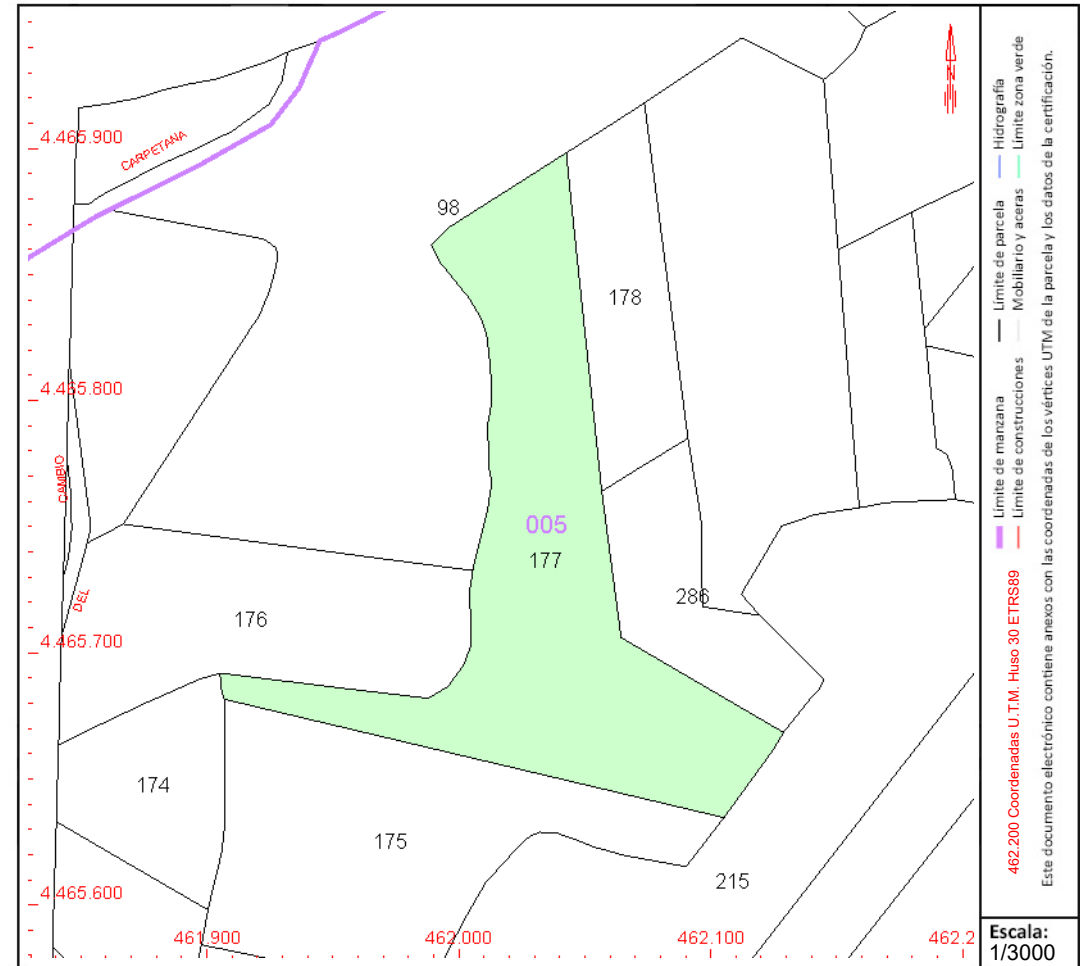 4.465.900
CARPETANA
98
178
4.465.800
CAMBIO
005
177
DEL
286
176
4.465.700
174
175
215
4.465.600
461.900
462.000
462.100
462.2
N
Límite de manzana
Límite de parcela
Hidrografía
Límite de construcciones
Mobiliario y aceras
Límite zona verde
462.200 Coordenadas U.T.M. Huso 30 ETRS89
Este documento electrónico contiene anexos con las coordenadas de los vértices UTM de la parcela y los datos de la certificación.
Escala:
1/3000